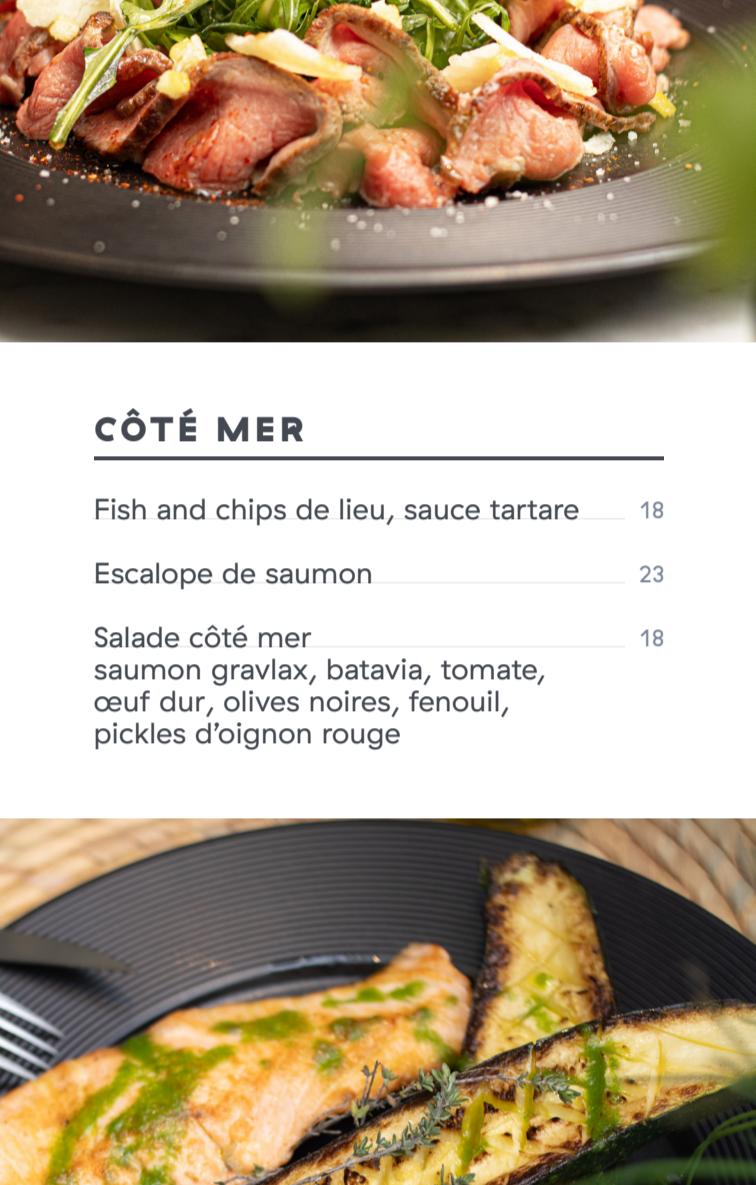 CÔTÉ MER
Fish and chips de lieu, sauce tartare 18
Escalope de saumon 23
Salade côté mer 18
saumon gravlax, batavia, tomate,
œuf dur, olives noires, fenouil,
pickles d’oignon rouge